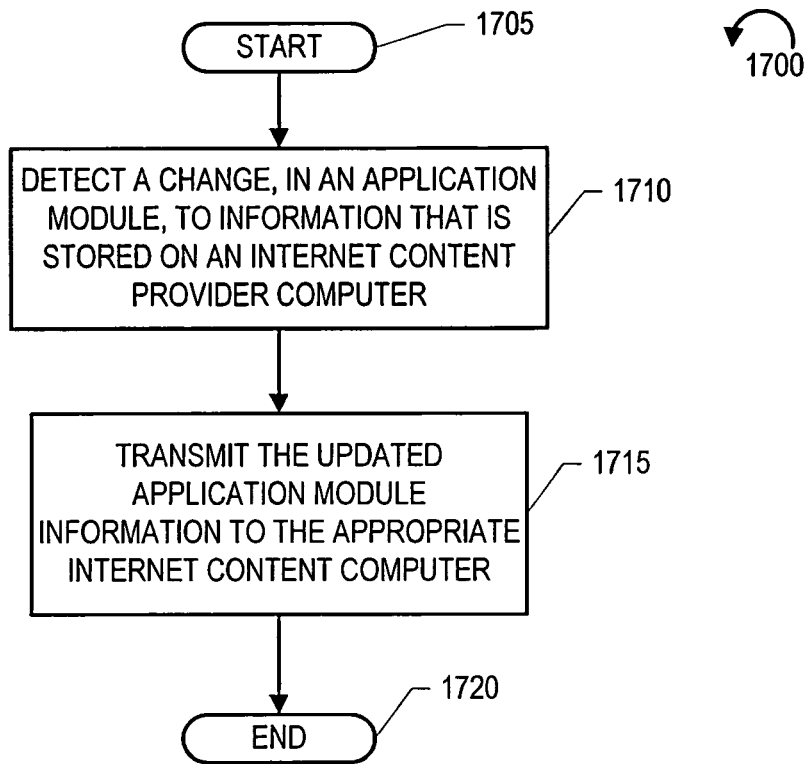 START
1705
1700
DETECT A CHANGE, IN AN APPLICATION
MODULE, TO INFORMATION THAT IS
STORED ON AN INTERNET CONTENT
PROVIDER COMPUTER
1710
TRANSMIT THE UPDATED
APPLICATION MODULE
INFORMATION TO THE APPROPRIATE
INTERNET CONTENT COMPUTER
1715
1720
END